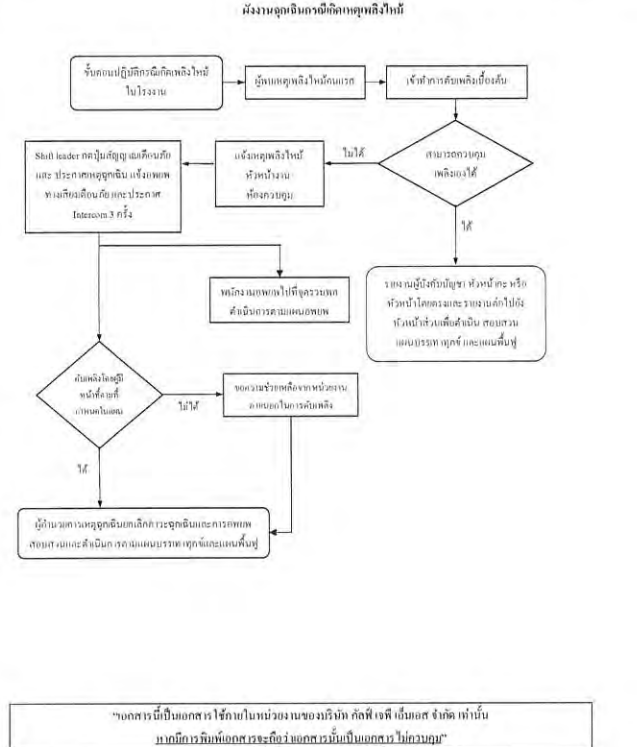 ผังงานฉุกเฉินกรณีเกิดเหตุเพลิงไหม้
ขั้นตอนปฏิบัติกรณีเกิดเพลิงไหม้
ในโรงงาน
ผู้พบเหตุเพลิงไหม้คนแรก
เข้าทำการดับเพลิงเบื้องต้น
สามารถควบคุม
เพลิงเองได้
ไม่ได้
แจ้งเหตุเพลิงไหม้
หัวหน้างาน
ห้องควบคุม
Shift leader กดปุ่มสัญญาณเตือนภัย
และ ประกาศเหตุฉุกเฉิน แจ้งอพยพ
ทางเสียงเตือนภัย และประกาศ
Intercom 3 ครั้ง
ได้
รายงานผู้บังคับบัญชา หัวหน้ากะ หรือ
หัวหน้าโดยตรงและรายงานต่อไปยัง
หัวหน้าส่วนเพื่อดำเนิน สอบสวน
แผนบรรเทาทุกข์ และแผนฟื้นฟู
พนักงานอพยพไปที่จุดรวมพล
ดำเนินการตามแผนอพยพ
ดับเพลิงโดยผู้มี
หน้าที่ตามที่
กำหนดในแผน
ไม่ได้
ขอความช่วยเหลือจากหน่วยงาน
ภายนอกในการดับเพลิง
ได้
ผู้อำนวยการเหตุฉุกเฉินยกเลิกภาวะฉุกเฉินและการอพยพ
สอบสวนและดำเนินการตามแผนบรรเทาทุกข์และแผนฟื้นฟู
"เอกสารนี้เป็นเอกสารใช้ภายในหน่วยงานของบริษัท กัลฟ์ เจพี เอ็นเอส จำกัด เท่านั้น
หากมีการพิมพ์เอกสารจะถือว่าเอกสารนั้นเป็นเอกสารไม่ควบคุม"